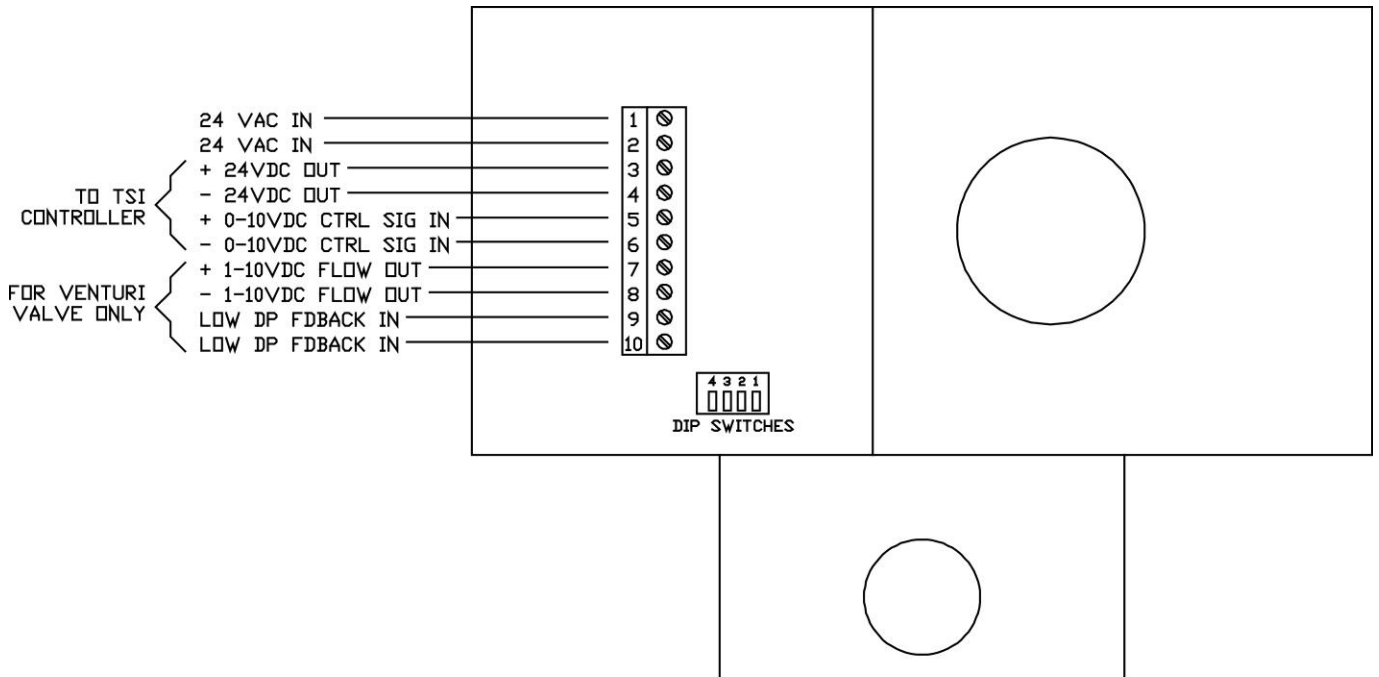 24 VAC IN 1
24 VAC IN 2
+ 24VDC OUT 3
- 24VDC OUT 4
TO TSI
CONTROLLER
+ 0-10VDC CTRL SIG IN 5
- 0-10VDC CTRL SIG IN 6
+ 1-10VDC FLOW OUT 7
- 1-10VDC FLOW OUT 8
FOR VENTURI
VALVE ONLY
LOW DP FDBACK IN 9
LOW DP FDBACK IN 10
4 3 2 1
DIP SWITCHES